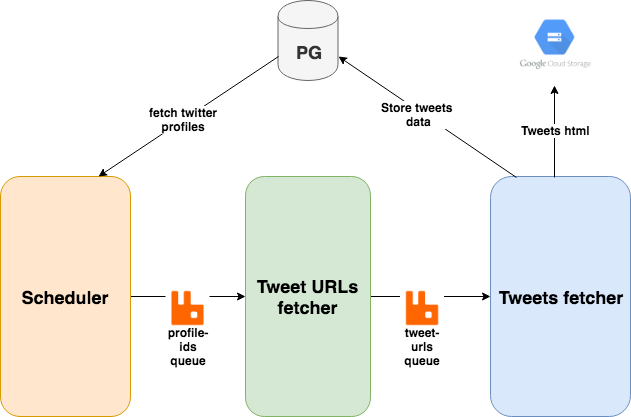 PG
Google Cloud Storage
fetch twitter
profiles
Store tweets
data
Tweets html
Scheduler
Tweet URLs
fetcher
Tweets fetcher
profile-
ids
queue
tweet-
urls
queue